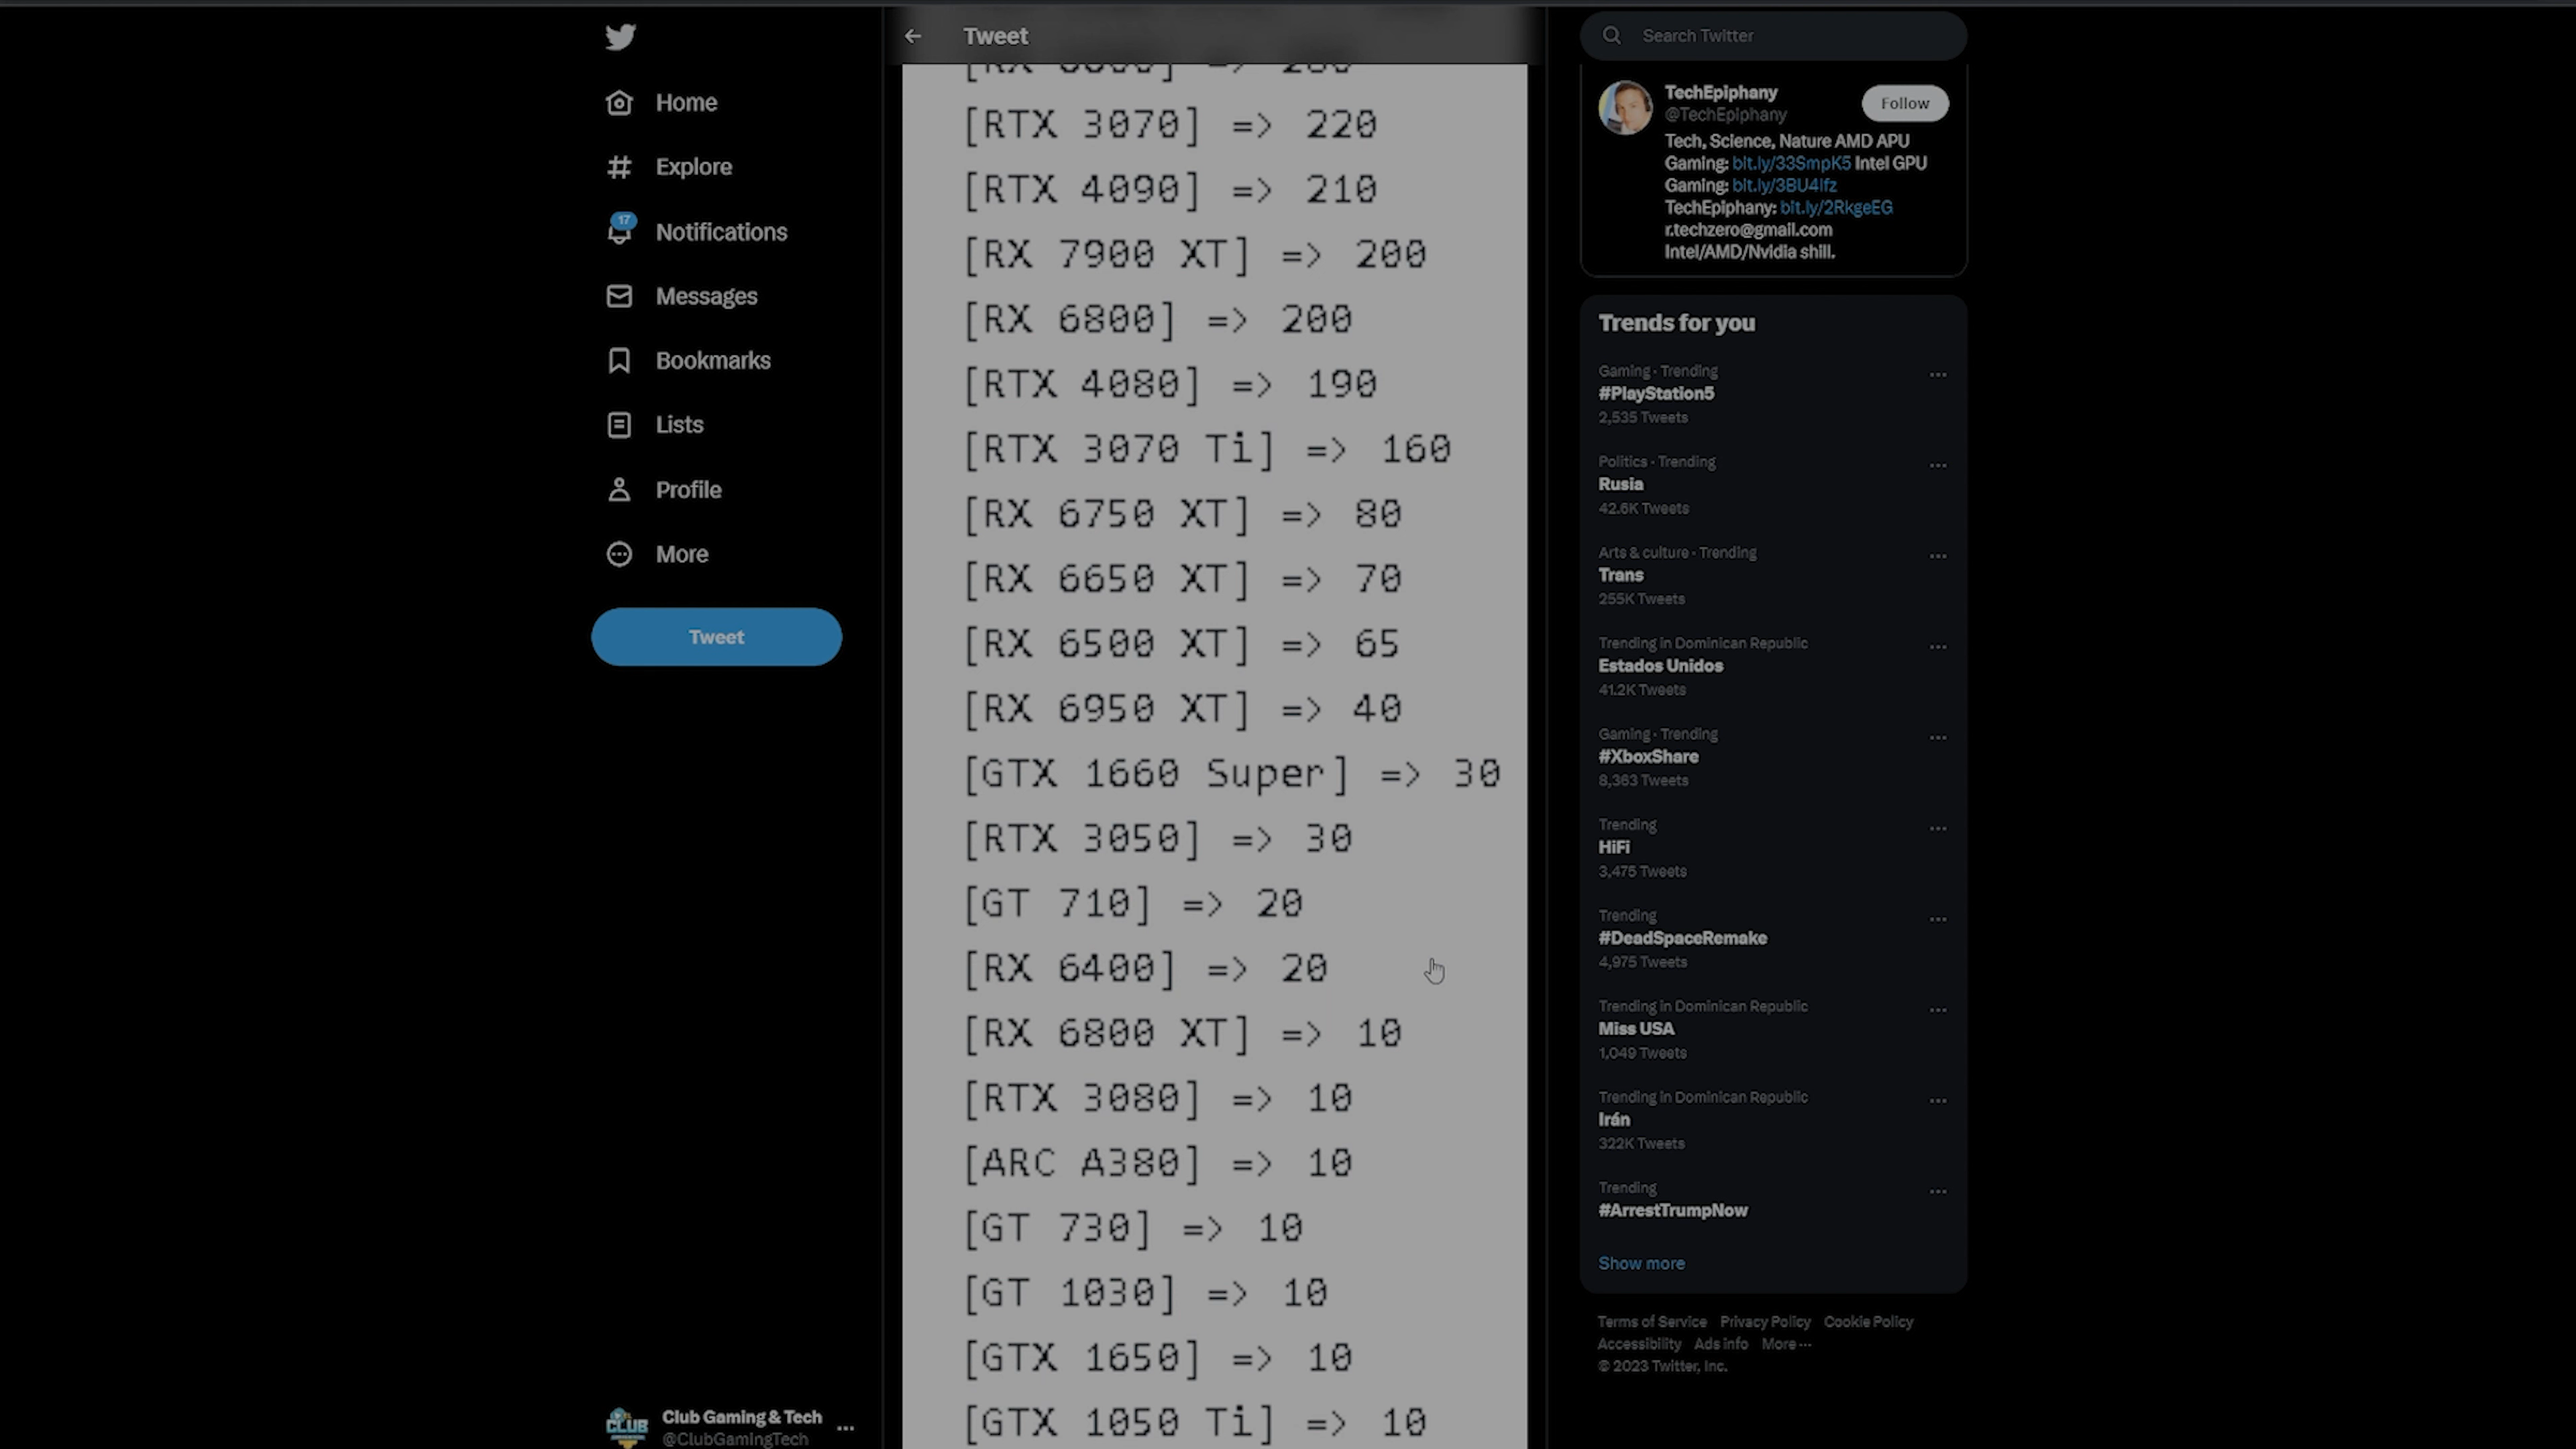 Home
Explore
17
Notifications
Messages
Bookmarks
Lists
Profile
More
Tweet
Club Gaming & Tech
@ClubGamingTech
Tweet
[RTX 3070] => 220
[RTX 4090] => 210
[RX 7900 XT] => 200
[RX 6800] => 200
[RTX 4080] => 190
[RTX 3070 Ti] => 160
[RX 6750 XT] => 80
[RX 6650 XT] => 70
[RX 6500 XT] => 65
[RX 6950 XT] => 40
[GTX 1660 Super] => 30
[RTX 3050] => 30
[GT 710] => 20
[RX 6400] => 20
[RX 6800 XT] => 10
[RTX 3080] => 10
[ARC A380] => 10
[GT 730] => 10
[GT 1030] => 10
[GTX 1650] => 10
[GTX 1050 Ti] => 10
Search Twitter
TechEpiphany
@TechEpiphany
Follow
Tech, Science, Nature AMD APU
Gaming: bit.ly/33SmpK5 Intel GPU
Gaming: bit.ly/3BU4lfz
TechEpiphany: bit.ly/2RkgeEG
r.techzero@gmail.com
Intel/AMD/Nvidia shill.
Trends for you
Gaming · Trending
#PlayStation5
2,535 Tweets
Politics · Trending
Rusia
42.6K Tweets
Arts & culture · Trending
Trans
255K Tweets
Trending in Dominican Republic
Estados Unidos
41.2K Tweets
Gaming · Trending
#XboxShare
8,363 Tweets
Trending
HiFi
3,475 Tweets
Trending
#DeadSpaceRemake
4,975 Tweets
Trending in Dominican Republic
Miss USA
1,049 Tweets
Trending in Dominican Republic
Irán
322K Tweets
Trending
#ArrestTrumpNow
Show more
Terms of Service Privacy Policy Cookie Policy
Accessibility Ads info More ···
© 2023 Twitter, Inc.